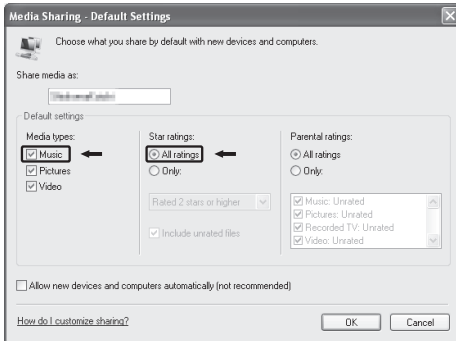 Media Sharing - Default Settings
Choose what you share by default with new devices and computers.
Share media as:
Default settings
Media types:
Music
Pictures
Video
Star ratings:
All ratings
Only:
Rated 2 stars or higher
Include unrated files
Parental ratings:
All ratings
Only:
Music: Unrated
Pictures: Unrated
Recorded TV: Unrated
Video: Unrated
Allow new devices and computers automatically (not recommended)
How do I customize sharing?
OK
Cancel